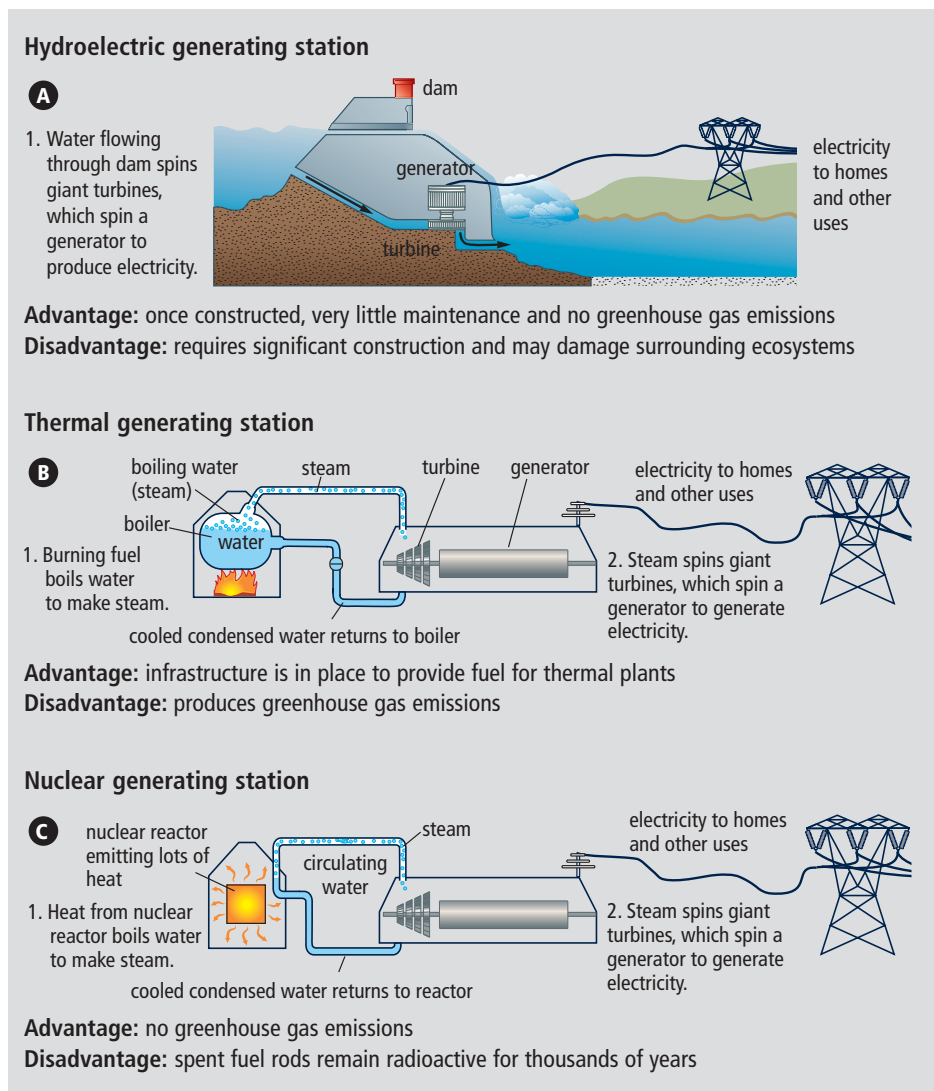 Hydroelectric generating station
A
1. Water flowing
through dam spins
giant turbines,
which spin a
generator to
produce electricity.
dam
generator
turbine
electricity
to homes
and other
uses
Advantage: once constructed, very little maintenance and no greenhouse gas emissions
Disadvantage: requires significant construction and may damage surrounding ecosystems
Thermal generating station
B
boiling water
(steam)
steam
turbine
generator
electricity to homes
and other uses
boiler
water
1. Burning fuel
boils water
to make steam.
2. Steam spins giant
turbines, which spin a
generator to generate
electricity.
cooled condensed water returns to boiler
Advantage: infrastructure is in place to provide fuel for thermal plants
Disadvantage: produces greenhouse gas emissions
Nuclear generating station
C
nuclear reactor
emitting lots of
heat
steam
circulating
water
electricity to homes
and other uses
1. Heat from nuclear
reactor boils water
to make steam.
2. Steam spins giant
turbines, which spin a
generator to generate
electricity.
cooled condensed water returns to reactor
Advantage: no greenhouse gas emissions
Disadvantage: spent fuel rods remain radioactive for thousands of years